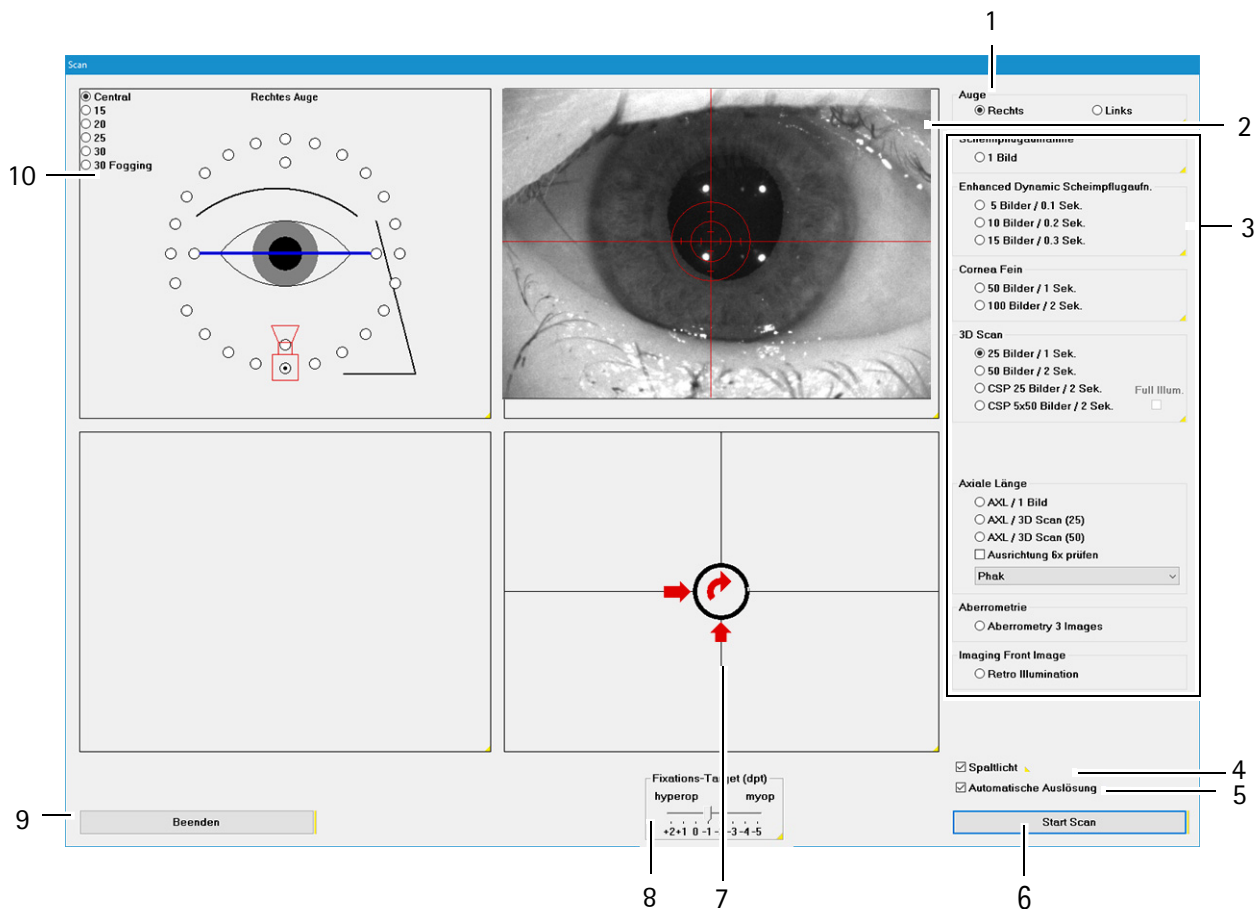 1
Scan
Central
15
20
25
30
30 Fogging
Rechtes Auge
10
Auge
Rechts
Links
2
1 Bild
Enhanced Dynamic Scheimpflugaufn.
5 Bilder / 0.1 Sek.
10 Bilder / 0.2 Sek.
15 Bilder / 0.3 Sek.
3
Cornea Fein
50 Bilder / 1 Sek.
100 Bilder / 2 Sek.
3D Scan
25 Bilder / 1 Sek.
50 Bilder / 2 Sek.
CSP 25 Bilder / 2 Sek.
Full Illum.
CSP 5x50 Bilder / 2 Sek.
Axiale Länge
AXL / 1 Bild
AXL / 3D Scan (25)
AXL / 3D Scan (50)
Ausrichtung 6x prüfen
Phak
Aberrometrie
Aberrometry 3 Images
Imaging Front Image
Retro Illumination
Spaltlicht
4
Automatische Auslösung
5
Fixations-Target (dpt)
hyperop myop
+2 +1 0 -1 - -3 -4 -5
9
Beenden
Start Scan
8
7
6